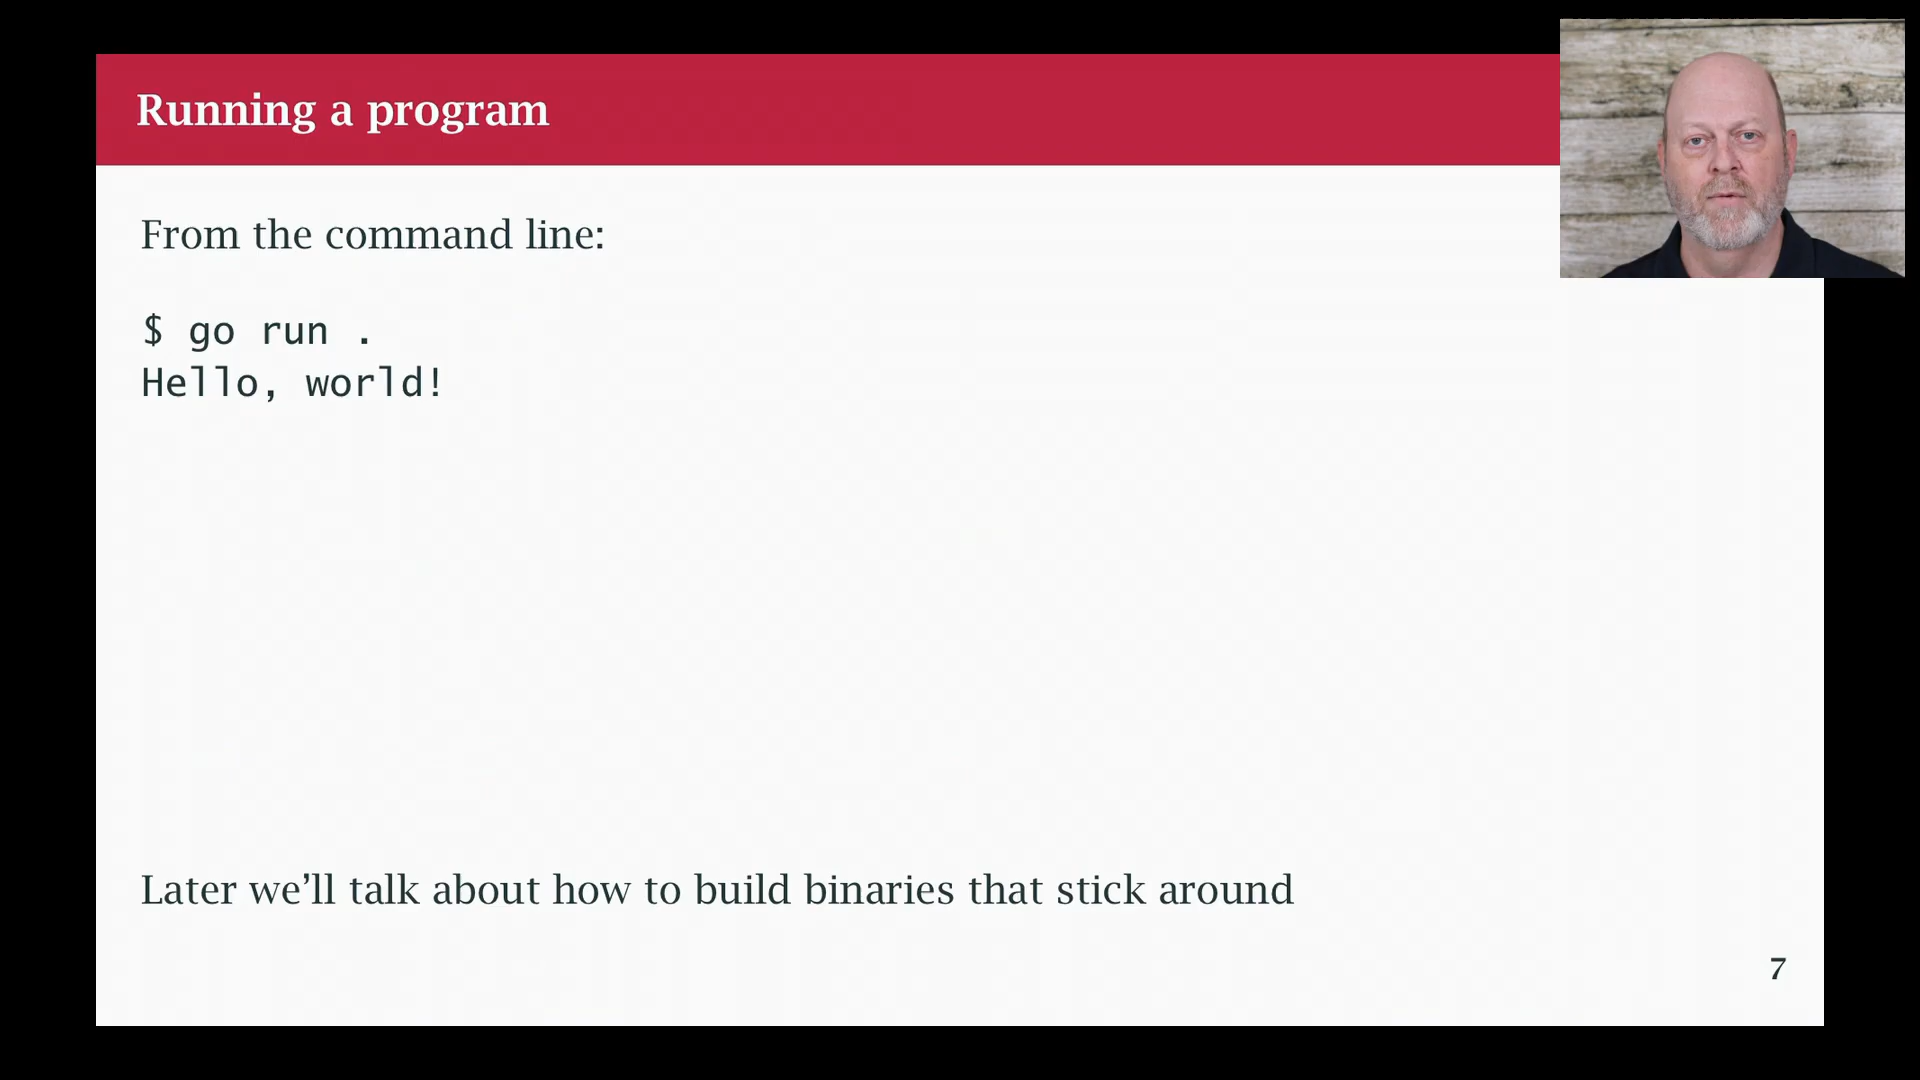 Running a program
From the command line:
$ go run .
Hello, world!
Later we’ll talk about how to build binaries that stick around
7